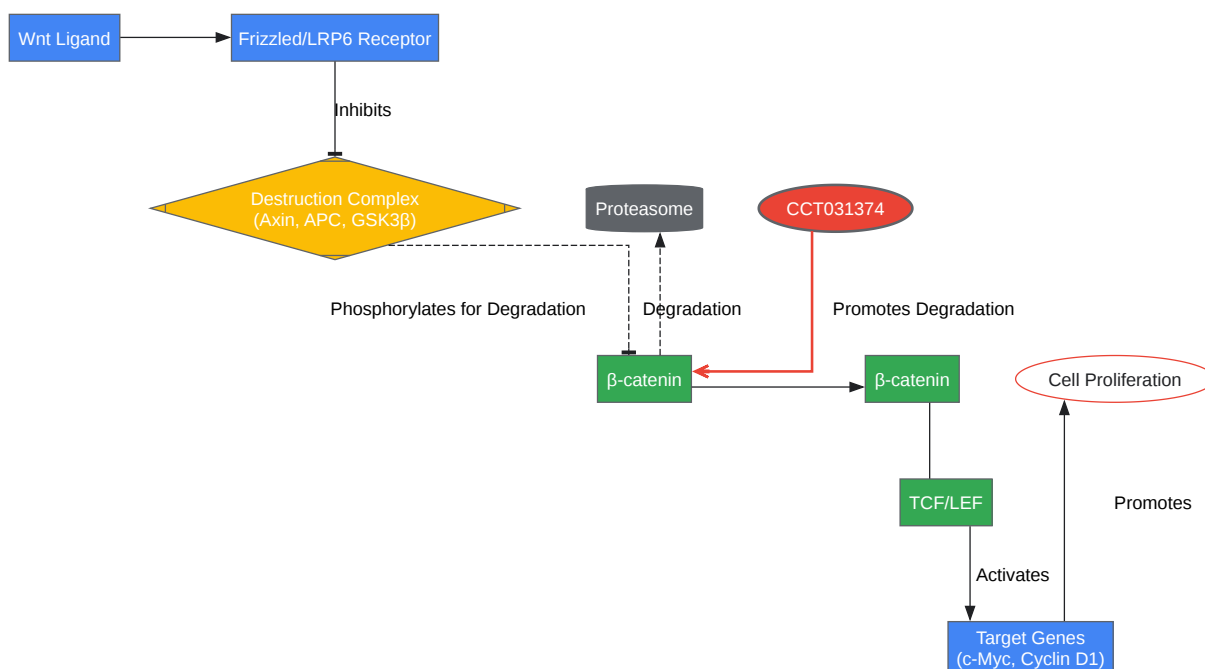 Wnt Ligand
Frizzled/LRP6 Receptor
Inhibits
Destruction Complex
(Axin, APC, GSK3β)
Proteasome
CCT031374
Phosphorylates for Degradation
Degradation
Promotes Degradation
β-catenin
β-catenin
Cell Proliferation
TCF/LEF
Promotes
Activates
Target Genes
(c-Myc, Cyclin D1)